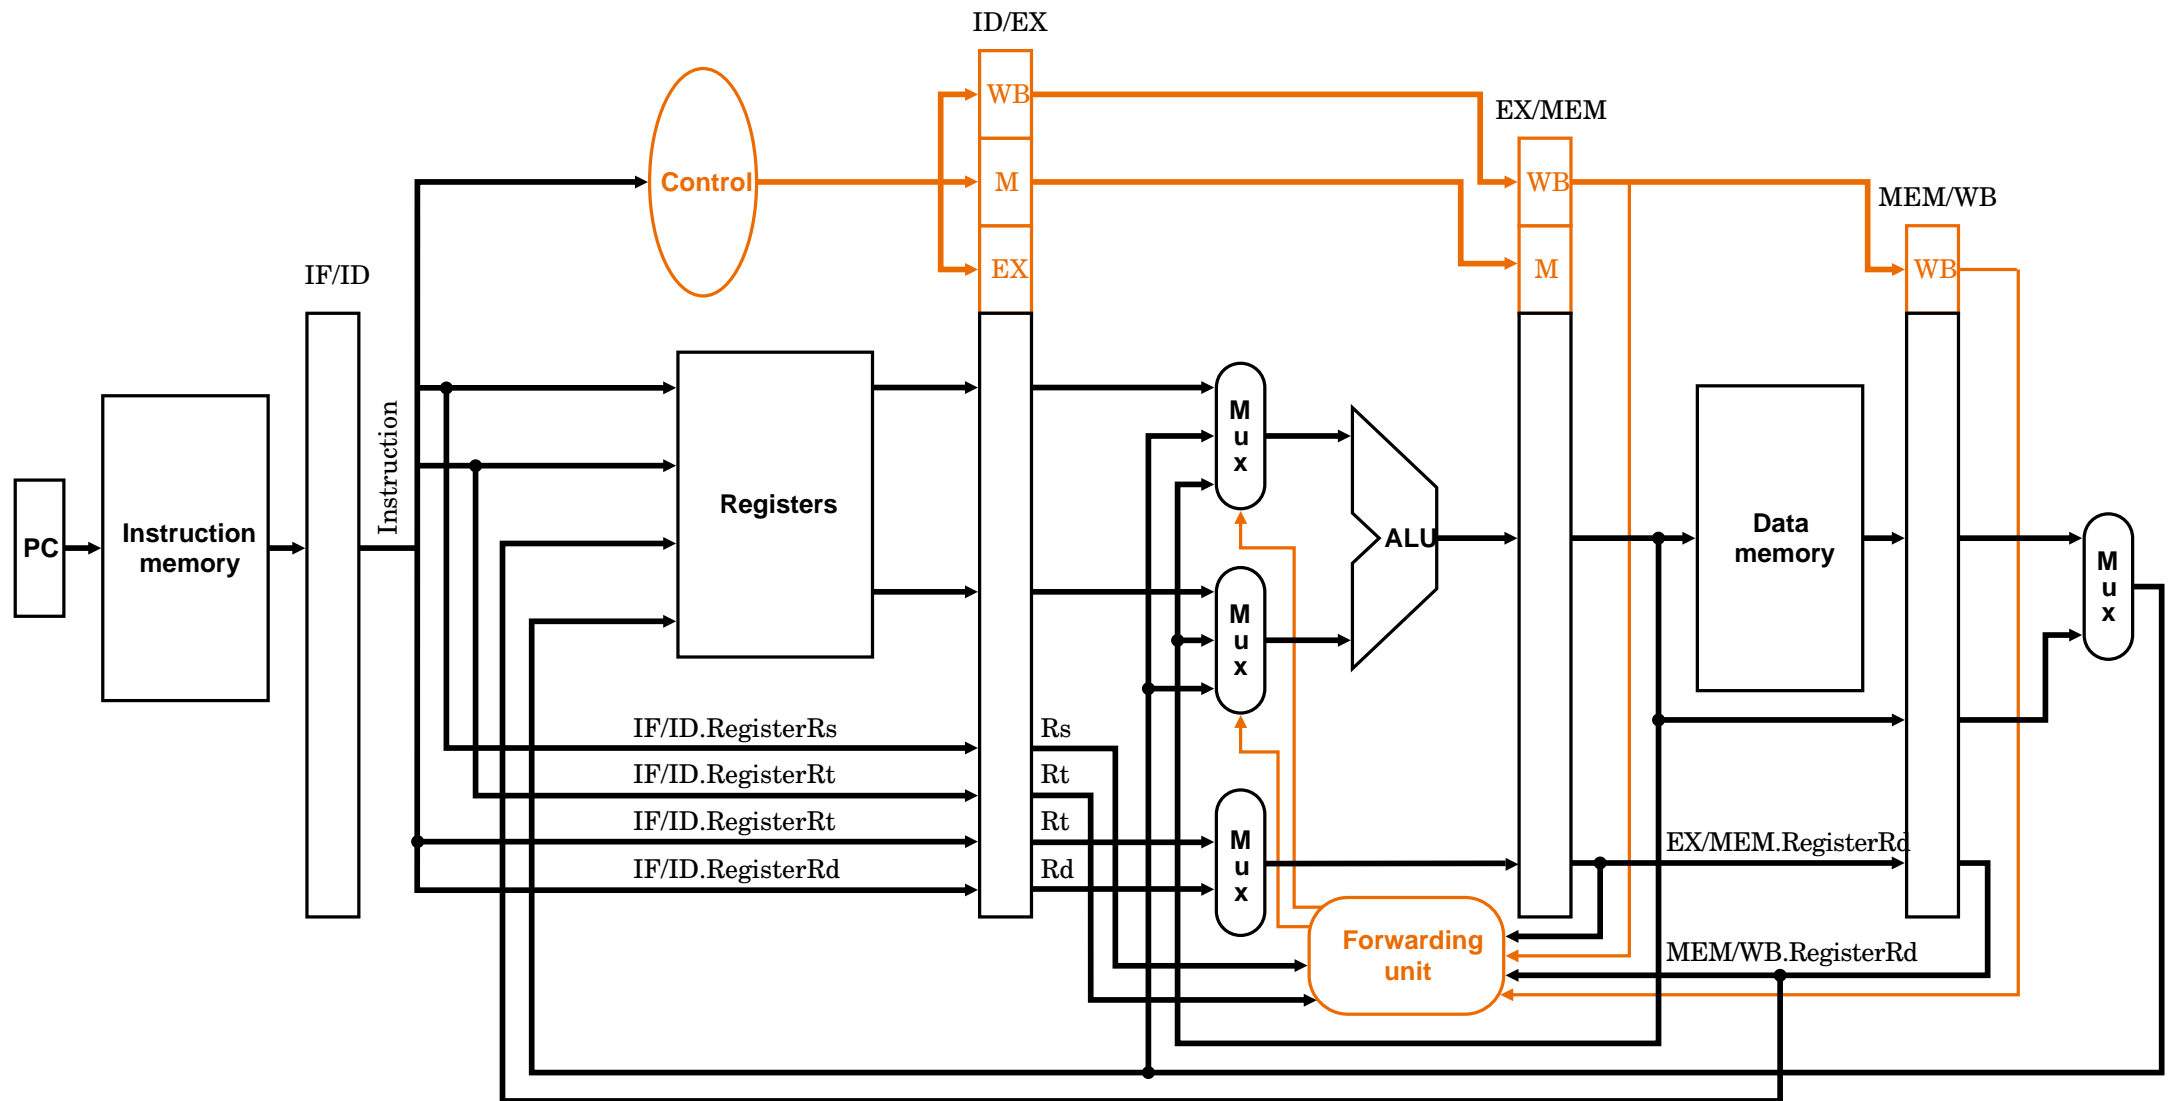 ID/EX
WB
EX/MEM
Control
M
WB
MEM/WB
IF/ID
EX
M
WB
Instruction
M
u
x
PC
Instruction
memory
Registers
ALU
Data
memory
M
u
x
M
u
x
IF/ID.RegisterRs
Rs
IF/ID.RegisterRt
Rt
IF/ID.RegisterRt
Rt
M
u
x
EX/MEM.RegisterRd
IF/ID.RegisterRd
Rd
Forwarding
unit
MEM/WB.RegisterRd